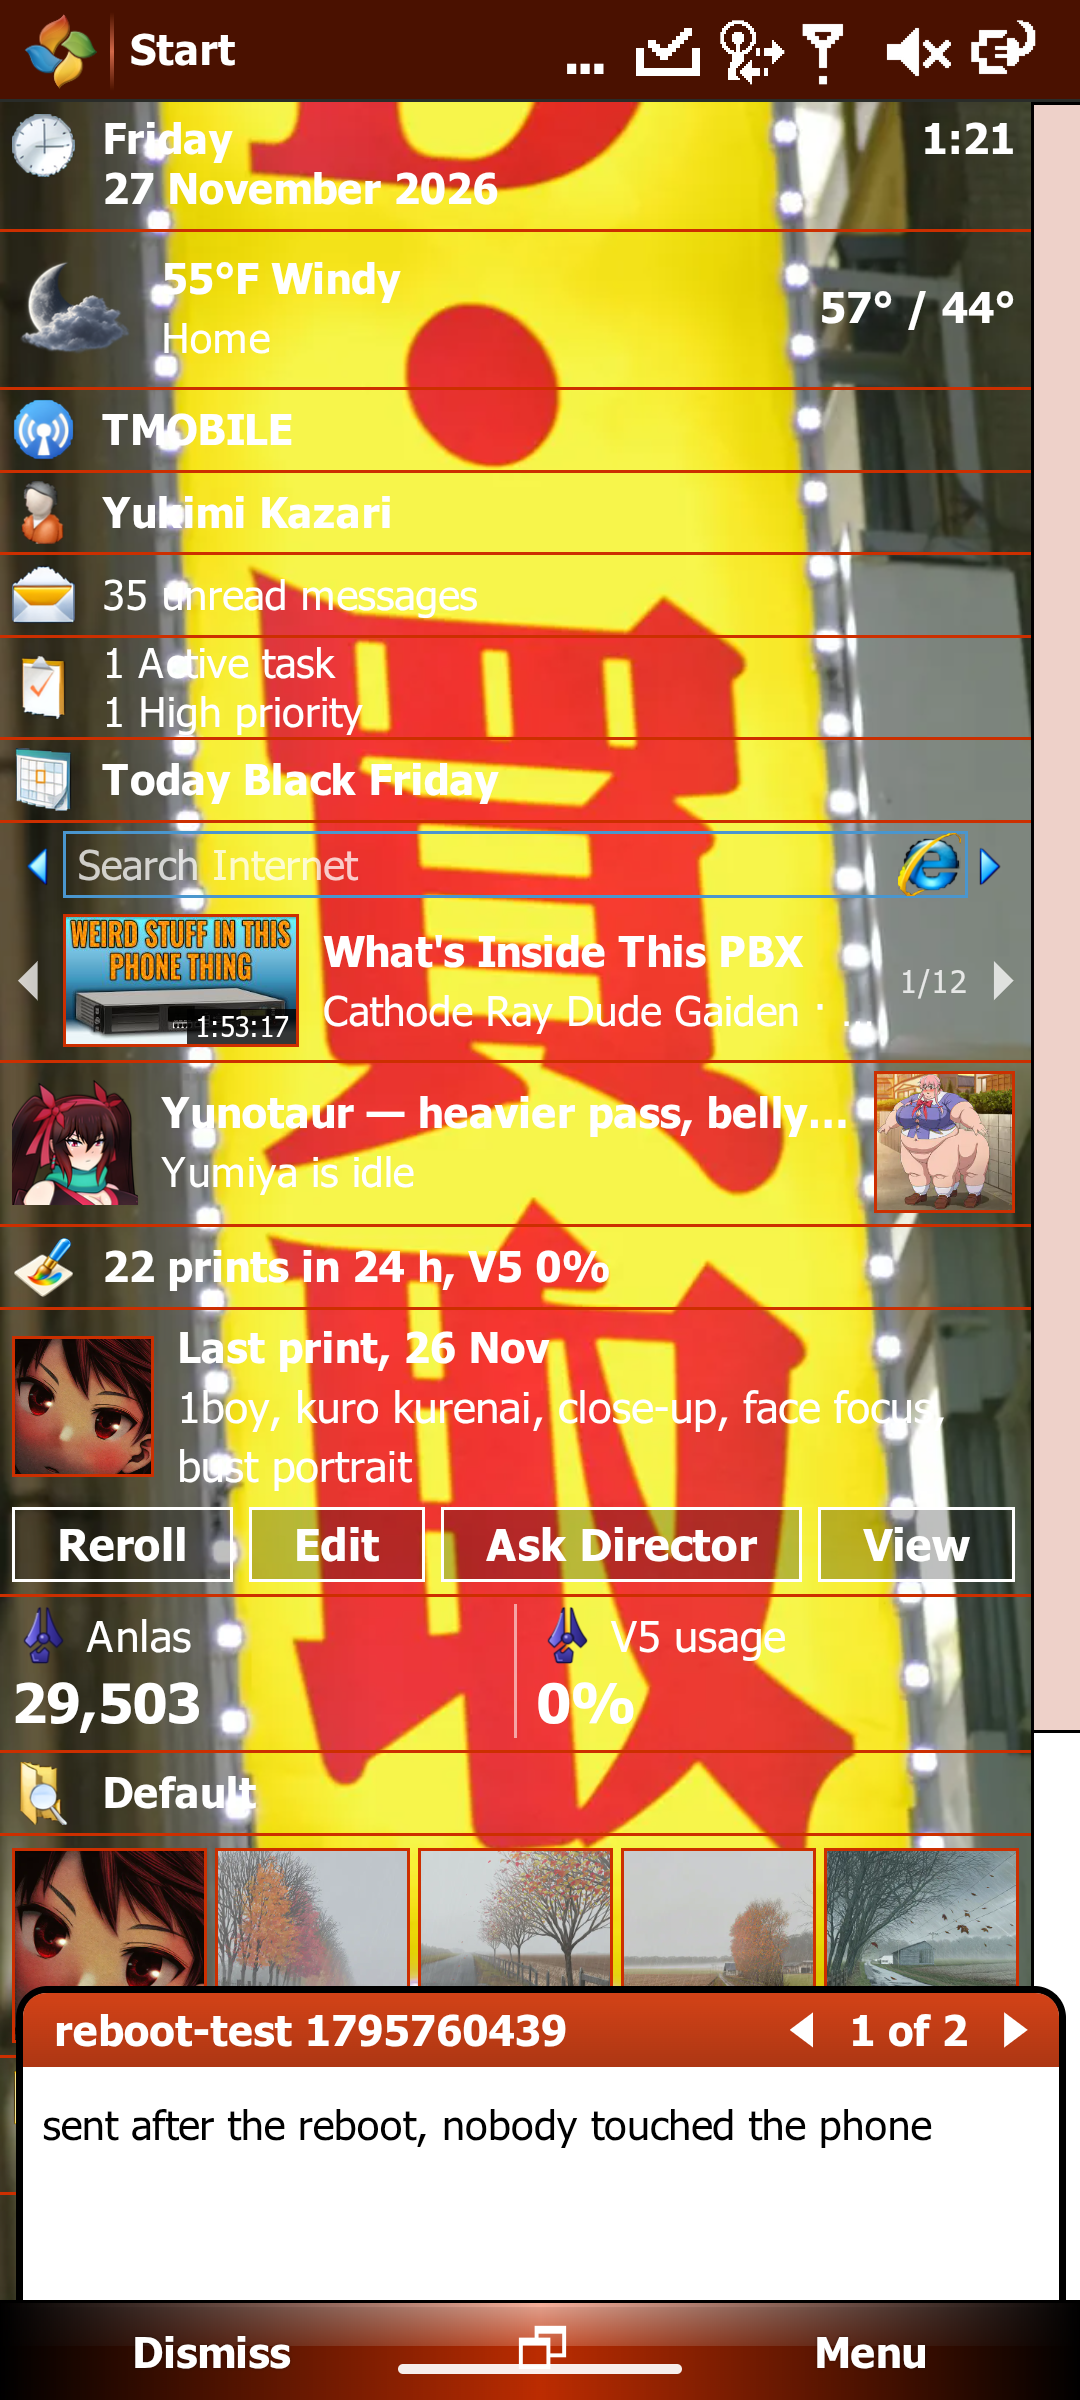 Start
...
Friday
1:21
27 November 2026
55°F Windy
57° / 44°
Home
TMOBILE
Yukimi Kazari
35 unread messages
1 Active task
1 High priority
Today Black Friday
Search Internet
WEIRD STUFF IN THIS
PHONE THING
1:53:17
What's Inside This PBX
Cathode Ray Dude Gaiden · ...
1/12
Yunotaur — heavier pass, belly...
Yumiya is idle
22 prints in 24 h, V5 0%
Last print, 26 Nov
1boy, kuro kurenai, close-up, face focus,
bust portrait
Reroll
Edit
Ask Director
View
Anlas
V5 usage
29,503
0%
Default
買
取
reboot-test 1795760439
1 of 2
sent after the reboot, nobody touched the phone
Dismiss
Menu